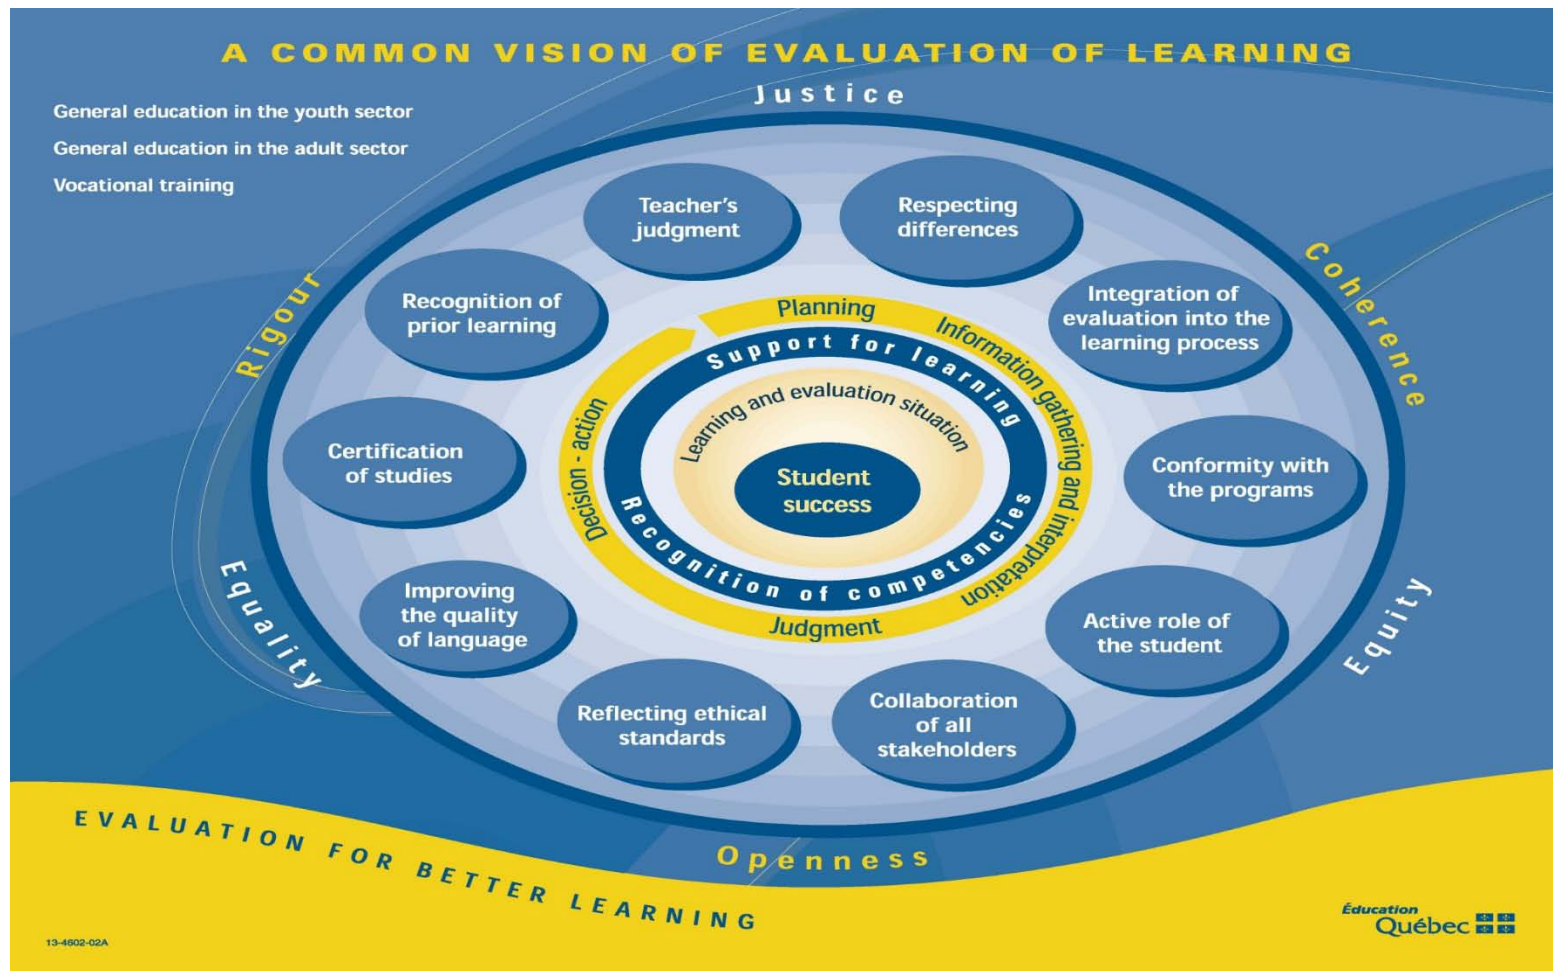 A COMMON VISION OF EVALUATION OF LEARNING
General education in the youth sector
General education in the adult sector
Vocational training
Justice
Coherence
Equity
Openness
Equality
Rigour
Teacher's
judgment
Respecting
differences
Integration of
evaluation into the
learning process
Conformity with
the programs
Active role of
the student
Collaboration
of all
stakeholders
Reflecting ethical
standards
Improving
the quality
of language
Certification
of studies
Recognition of
prior learning
Planning
Information gathering and interpretation
Judgment
Decision - action
Support for learning
Recognition of competencies
Learning and evaluation situation
Student
success
EVALUATION FOR BETTER LEARNING
13-4602-02A
Éducation
Québec